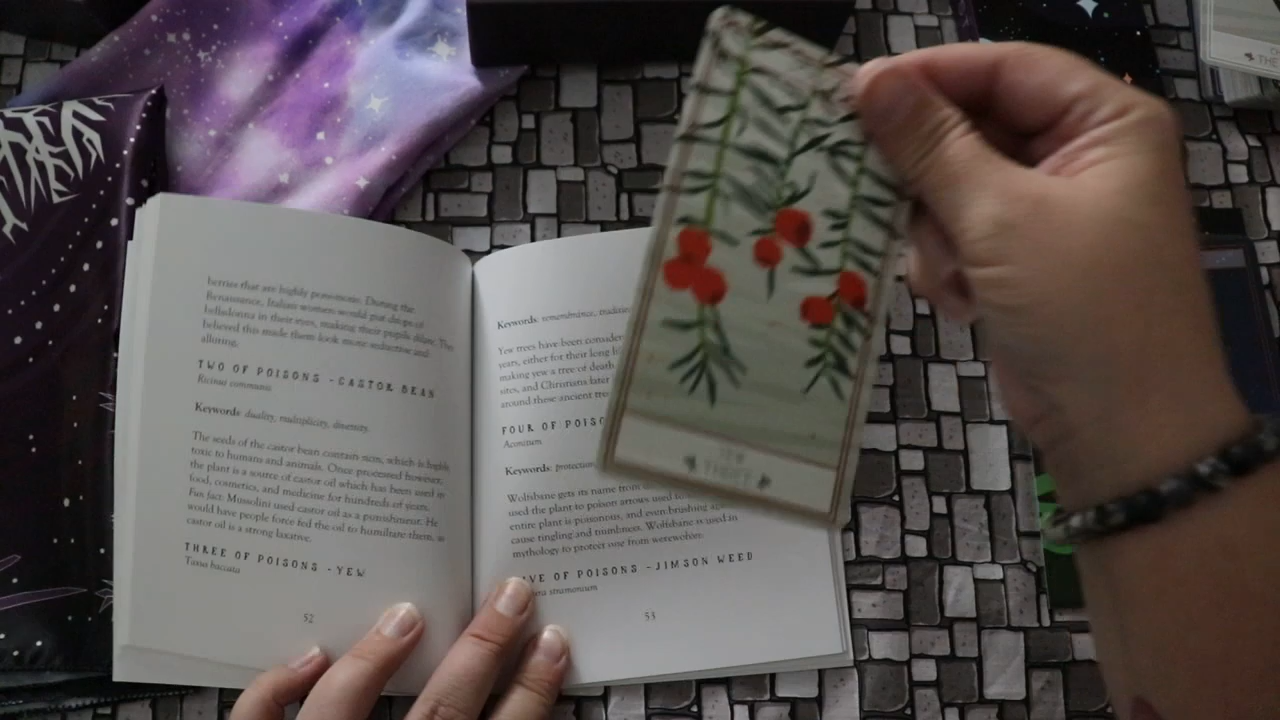 berries that are highly poisonous. During the
Renaissance, Italian women would put drops of
belladonna in their eyes, making their pupils dilate. They
believed this made them look more seductive and
alluring.
TWO OF POISONS - CASTOR BEAN
Ricinus communis
Keywords: duality, multiplicity, diversity.
The seeds of the castor bean contain ricin, which is highly
toxic to humans and animals. Once processed however,
the plant is a source of castor oil which has been used in
food, cosmetics, and medicine for hundreds of years.
Fun fact: Mussolini used castor oil as a punishment. He
would have people force fed the oil to humiliate them, as
castor oil is a strong laxative.
THREE OF POISONS - YEW
Taxus baccata
52
Keywords: remembrance,
Yew trees have been
years, either for their long
making yew a tree of death
sites, and Christians later
around these ancient
FOUR OF
Aconitum
Keywords:
Wolfsbane gets its name from
used the plant to poison arrows used to
entire plant is poisonous, and even brushing
cause tingling and numbness. Wolfsbane is used in
mythology to protect one from werewolves.
OF POISONS - JIMSON WEED
stramonium
53
YEW
THREE
THE